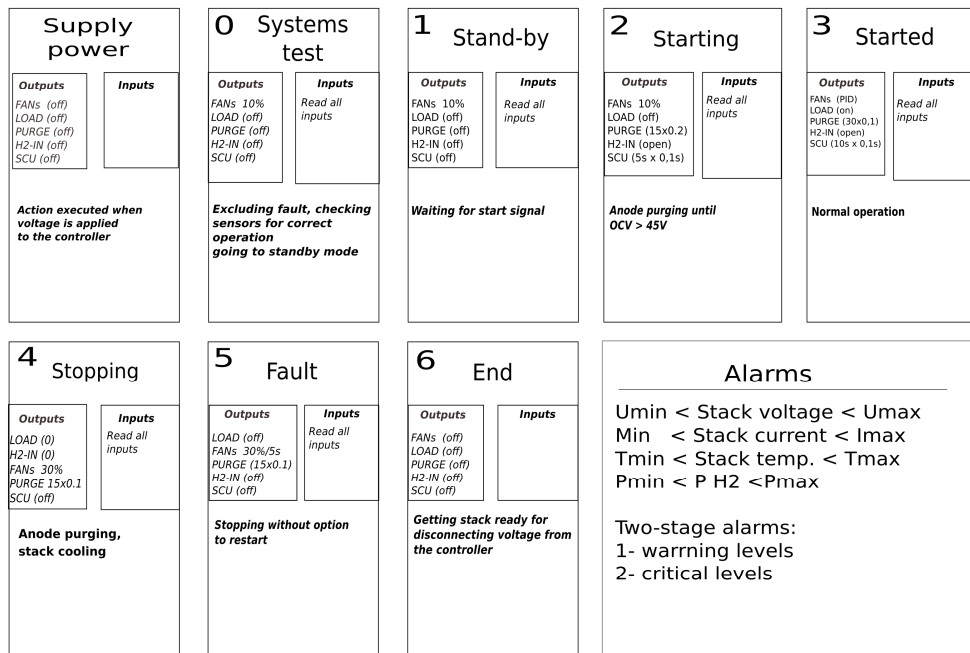 Supply
power
Outputs
FANs (off)
LOAD (off)
PURGE (off)
H2-IN (off)
SCU (off)
Inputs
Action executed when
voltage is applied
to the controller
0 Systems
test
Outputs
FANs 10%
LOAD (off)
PURGE (off)
H2-IN (off)
SCU (off)
Inputs
Read all
inputs
Excluding fault, checking
sensors for correct
operation
going to standby mode
1 Stand-by
Outputs
FANs 10%
LOAD (off)
PURGE (off)
H2-IN (off)
SCU (off)
Inputs
Read all
inputs
Waiting for start signal
2 Starting
Outputs
FANs 10%
LOAD (off)
PURGE (15x0.2)
H2-IN (open)
SCU (5s x 0,1s)
Inputs
Read all
inputs
Anode purging until
OCV > 45V
3 Started
Outputs
FANs (PID)
LOAD (on)
PURGE (30x0,1)
H2-IN (open)
SCU (10s x 0,1s)
Inputs
Read all
inputs
Normal operation
4 Stopping
Outputs
LOAD (0)
H2-IN (0)
FANs 30%
PURGE 15x0.1
SCU (off)
Inputs
Read all
inputs
Anode purging,
stack cooling
5 Fault
Outputs
LOAD (off)
FANs 30%/5s
PURGE (15x0.1)
H2-IN (off)
SCU (off)
Inputs
Read all
inputs
Stopping without option
to restart
6 End
Outputs
FANs (off)
LOAD (off)
PURGE (off)
H2-IN (off)
SCU (off)
Inputs
Getting stack ready for
disconnecting voltage from
the controller
Alarms
Umin < Stack voltage < Umax
Min < Stack current < Imax
Tmin < Stack temp. < Tmax
Pmin < P H2 <Pmax
Two-stage alarms:
1- warrning levels
2- critical levels